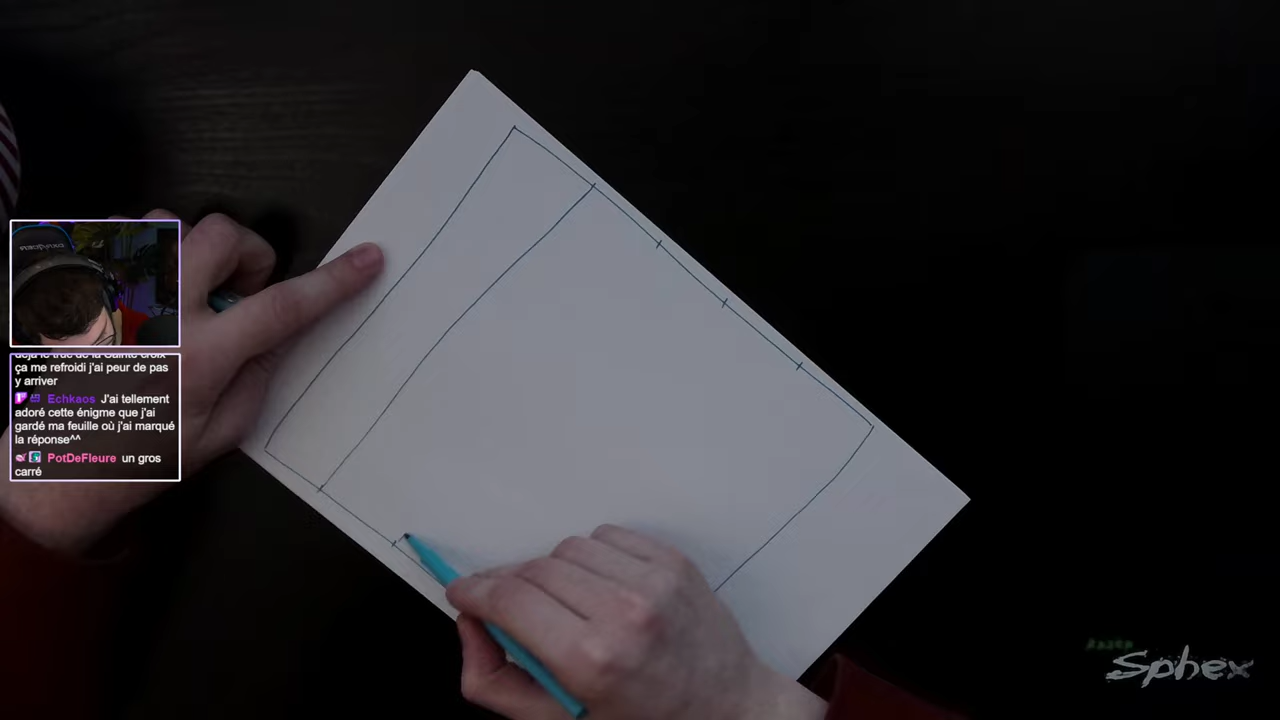 ça me refroidi j'ai peur de pas
y arriver
Echkaos J'ai tellement
adoré cette énigme que j'ai
gardé ma feuille où j'ai marqué
la réponse^^
PotDeFleure un gros
carré
Sphex